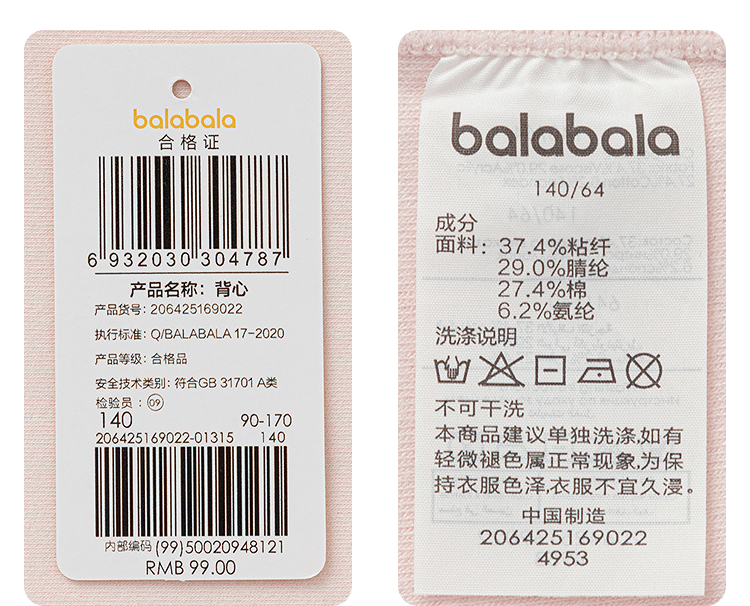 balabala
合格证
6 932030 304787
产品名称：背心
产品货号: 206425169022
执行标准: Q/BALABALA 17-2020
产品等级: 合格品
安全技术类别: 符合GB 31701 A类
检验员 : 09
140 90-170
206425169022-01315 140
内部编码 (99)50020948121
RMB 99.00
balabala
140/64
成分
面料: 37.4%粘纤
29.0%腈纶
27.4%棉
6.2%氨纶
洗涤说明
不可干洗
本商品建议单独洗涤,如有
轻微褪色属正常现象,为保
持衣服色泽,衣服不宜久浸。
中国制造
206425169022
4953